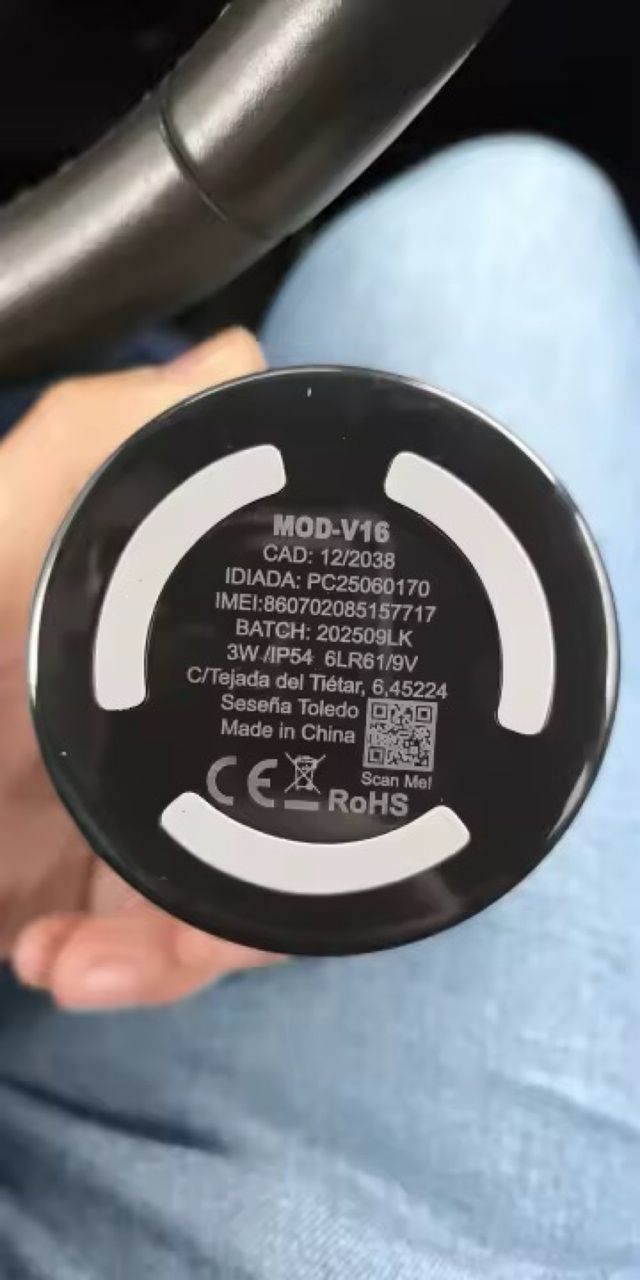 MOD-V16
CAD: 12/2038
IDIADA: PC25060170
IMEI:860702085157717
BATCH: 202509LK
3W /IP54 6LR61/9V
C/Tejada del Tiétar, 6,45224
Seseña Toledo
Made in China
Scan Me!
CE RoHS